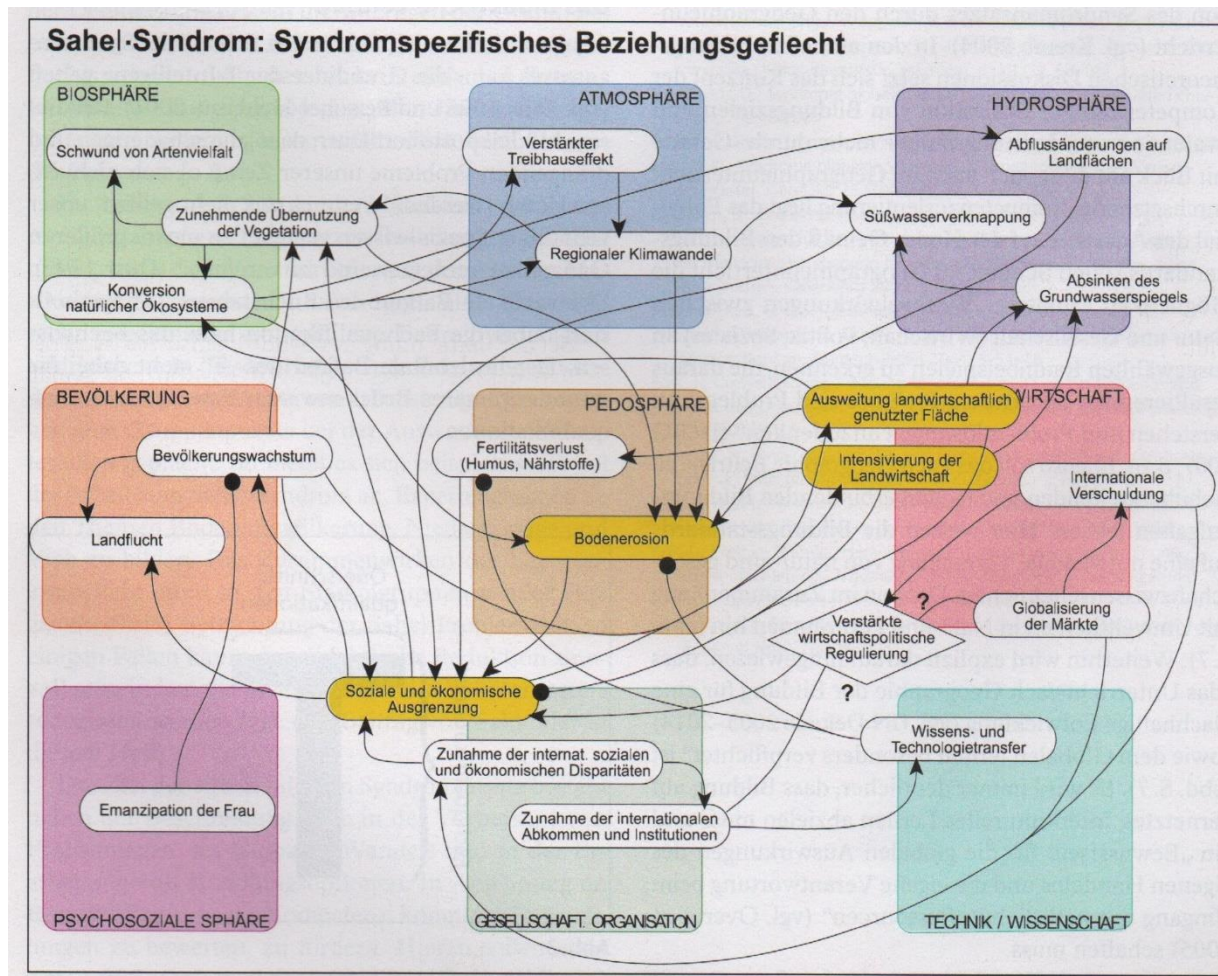 Sahel-Syndrom: Syndromspezifisches Beziehungsgeflecht
BIOSPHÄRE
Schwund von Artenvielfalt
Zunehmende Übernutzung
der Vegetation
Konversion
natürlicher Ökosysteme
ATMOSPHÄRE
Verstärkter
Treibhauseffekt
Regionaler Klimawandel
HYDROSPHÄRE
Abflussänderungen auf
Landflächen
Süßwasserverknappung
Absinken des
Grundwasserspiegels
BEVÖLKERUNG
Bevölkerungswachstum
Landflucht
PEDOSPHÄRE
Fertilitätsverlust
(Humus, Nährstoffe)
Bodenerosion
WIRTSCHAFT
Ausweitung landwirtschaftlich
genutzter Fläche
Intensivierung der
Landwirtschaft
Internationale
Verschuldung
?
Globalisierung
der Märkte
Verstärkte
wirtschaftspolitische
Regulierung
?
Soziale und ökonomische
Ausgrenzung
Emanzipation der Frau
PSYCHOSOZIALE SPHÄRE
Zunahme der internat. sozialen
und ökonomischen Disparitäten
Zunahme der internationalen
Abkommen und Institutionen
GESELLSCHAFT. ORGANISATION
Wissens- und
Technologietransfer
TECHNIK / WISSENSCHAFT